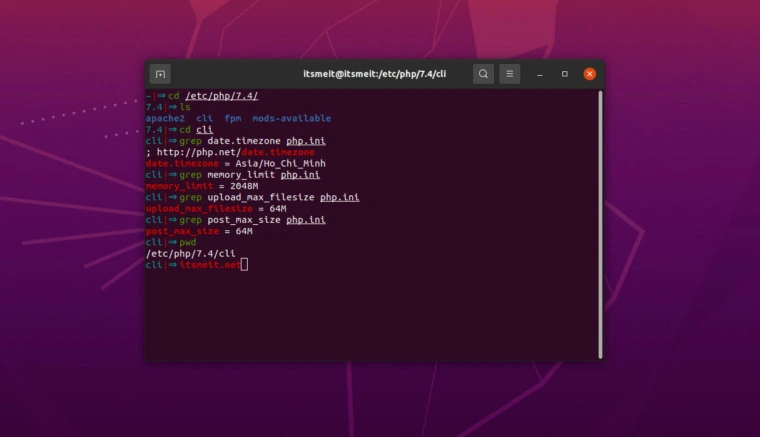 itsmeit@itsmeit:/etc/php/7.4/cli
~|⇒cd /etc/php/7.4/
7.4|⇒ls
apache2 cli fpm mods-available
7.4|⇒cd cli
cli|⇒grep date.timezone php.ini
; http://php.net/date.timezone
date.timezone = Asia/Ho_Chi_Minh
cli|⇒grep memory_limit php.ini
memory_limit = 2048M
cli|⇒grep upload_max_filesize php.ini
upload_max_filesize = 64M
cli|⇒grep post_max_size php.ini
post_max_size = 64M
cli|⇒pwd
/etc/php/7.4/cli
cli|⇒itsmeit.net